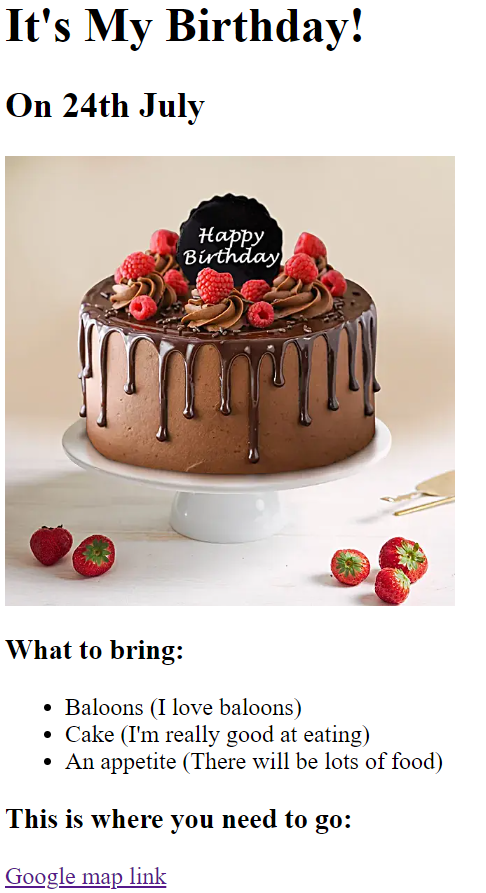 It's My Birthday!
On 24th July
Happy
Birthday
What to bring:
Baloons (I love baloons)
Cake (I'm really good at eating)
An appetite (There will be lots of food)
This is where you need to go:
Google map link